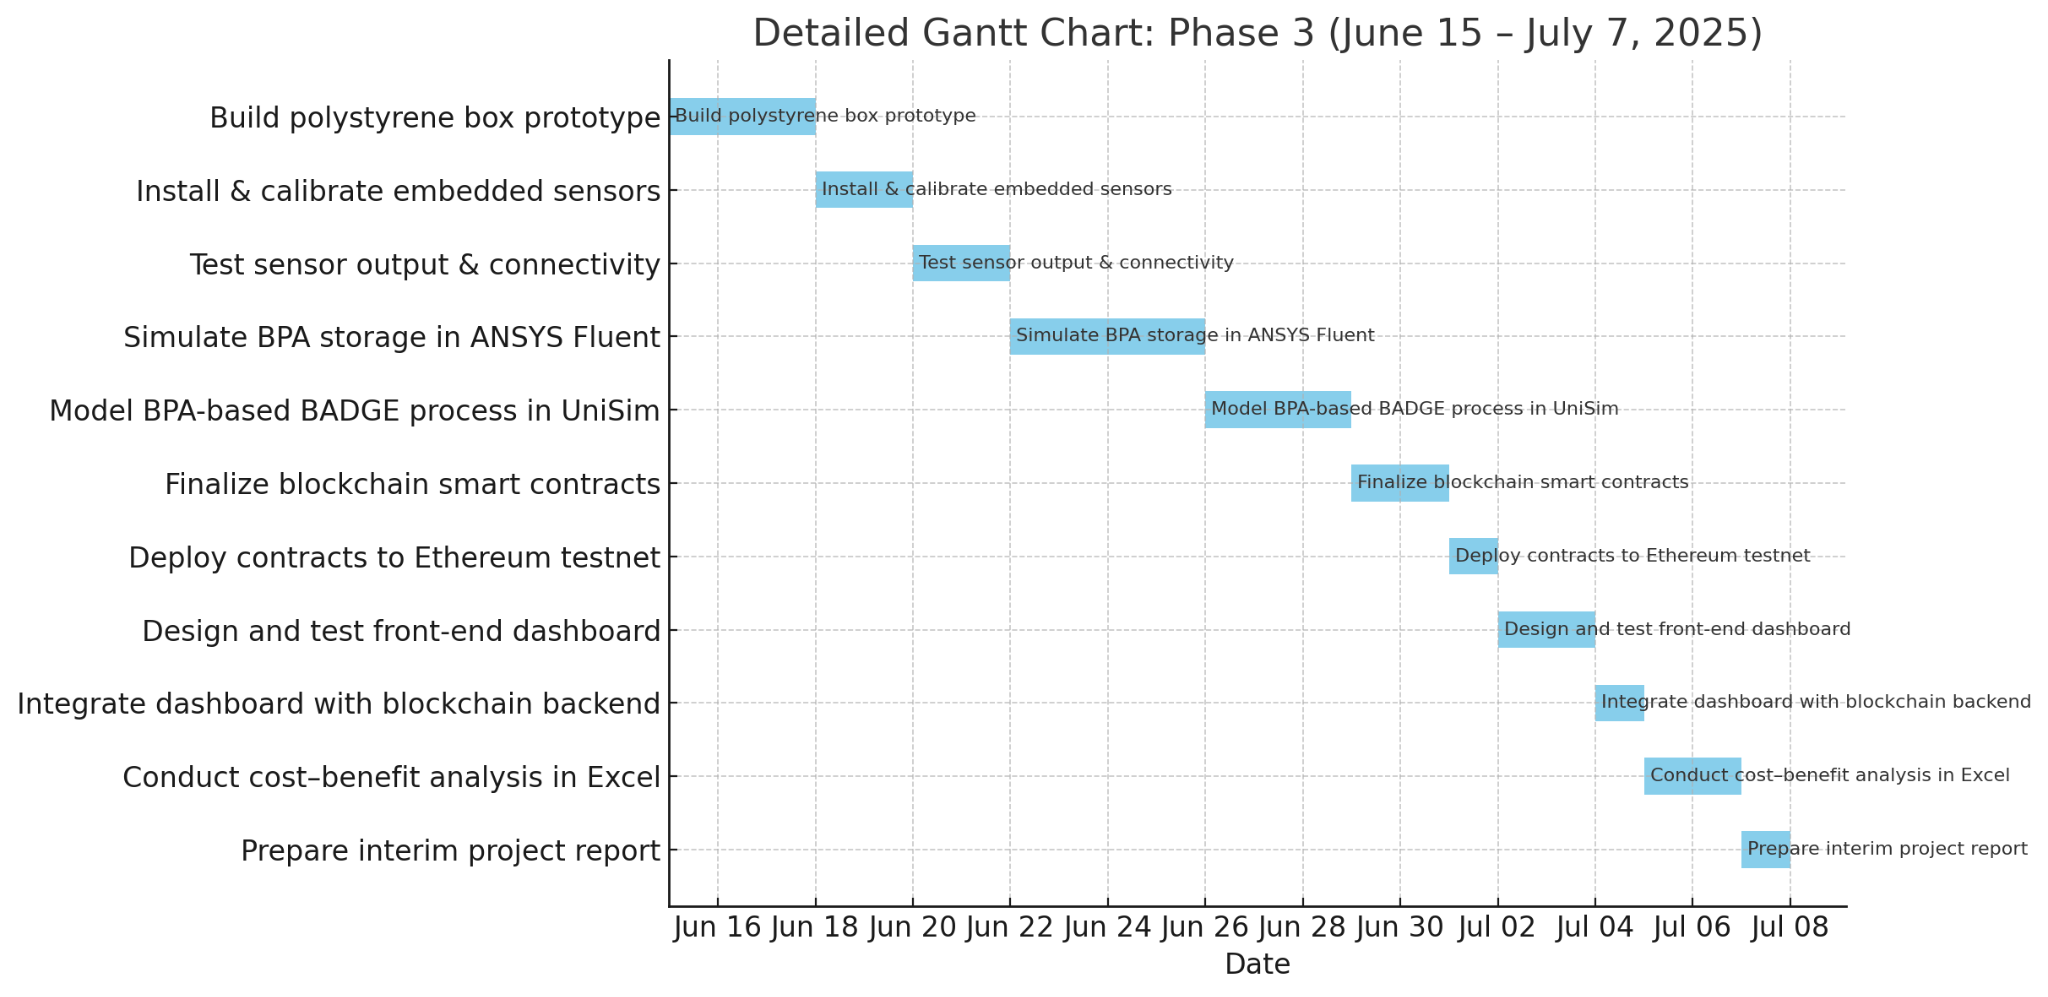 Detailed Gantt Chart: Phase 3 (June 15 – July 7, 2025)
Build polystyrene box prototype
Build polystyrene box prototype
Install & calibrate embedded sensors
Install & calibrate embedded sensors
Test sensor output & connectivity
Test sensor output & connectivity
Simulate BPA storage in ANSYS Fluent
Simulate BPA storage in ANSYS Fluent
Model BPA-based BADGE process in UniSim
Model BPA-based BADGE process in UniSim
Finalize blockchain smart contracts
Finalize blockchain smart contracts
Deploy contracts to Ethereum testnet
Deploy contracts to Ethereum testnet
Design and test front-end dashboard
Design and test front-end dashboard
Integrate dashboard with blockchain backend
Integrate dashboard with blockchain backend
Conduct cost–benefit analysis in Excel
Conduct cost–benefit analysis in Excel
Prepare interim project report
Prepare interim project report
Jun 16 Jun 18 Jun 20 Jun 22 Jun 24 Jun 26 Jun 28 Jun 30 Jul 02 Jul 04 Jul 06 Jul 08
Date